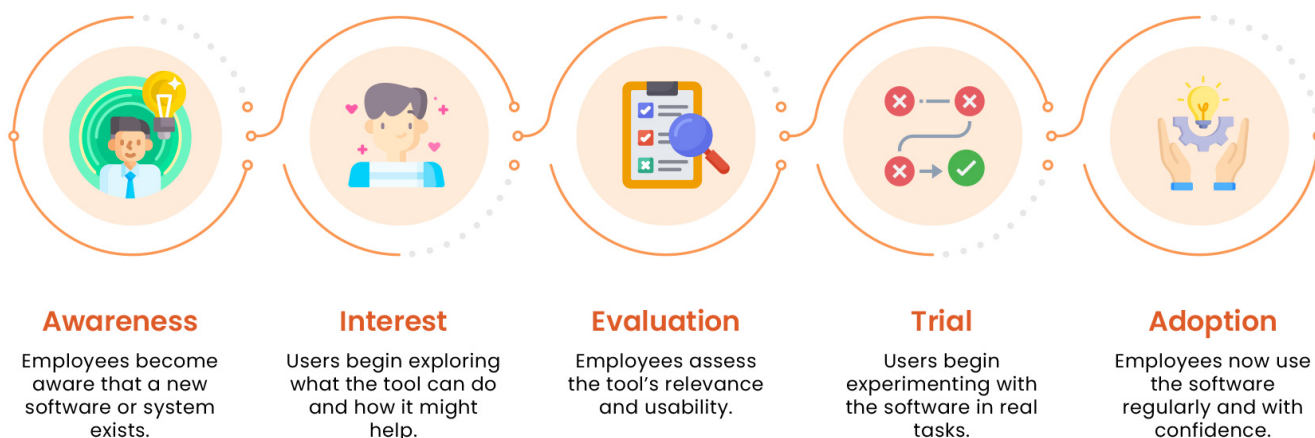 Awareness
Employees become
aware that a new
software or system
exists.
Interest
Users begin exploring
what the tool can do
and how it might
help.
Evaluation
Employees assess
the tool’s relevance
and usability.
Trial
Users begin
experimenting with
the software in real
tasks.
Adoption
Employees now use
the software
regularly and with
confidence.